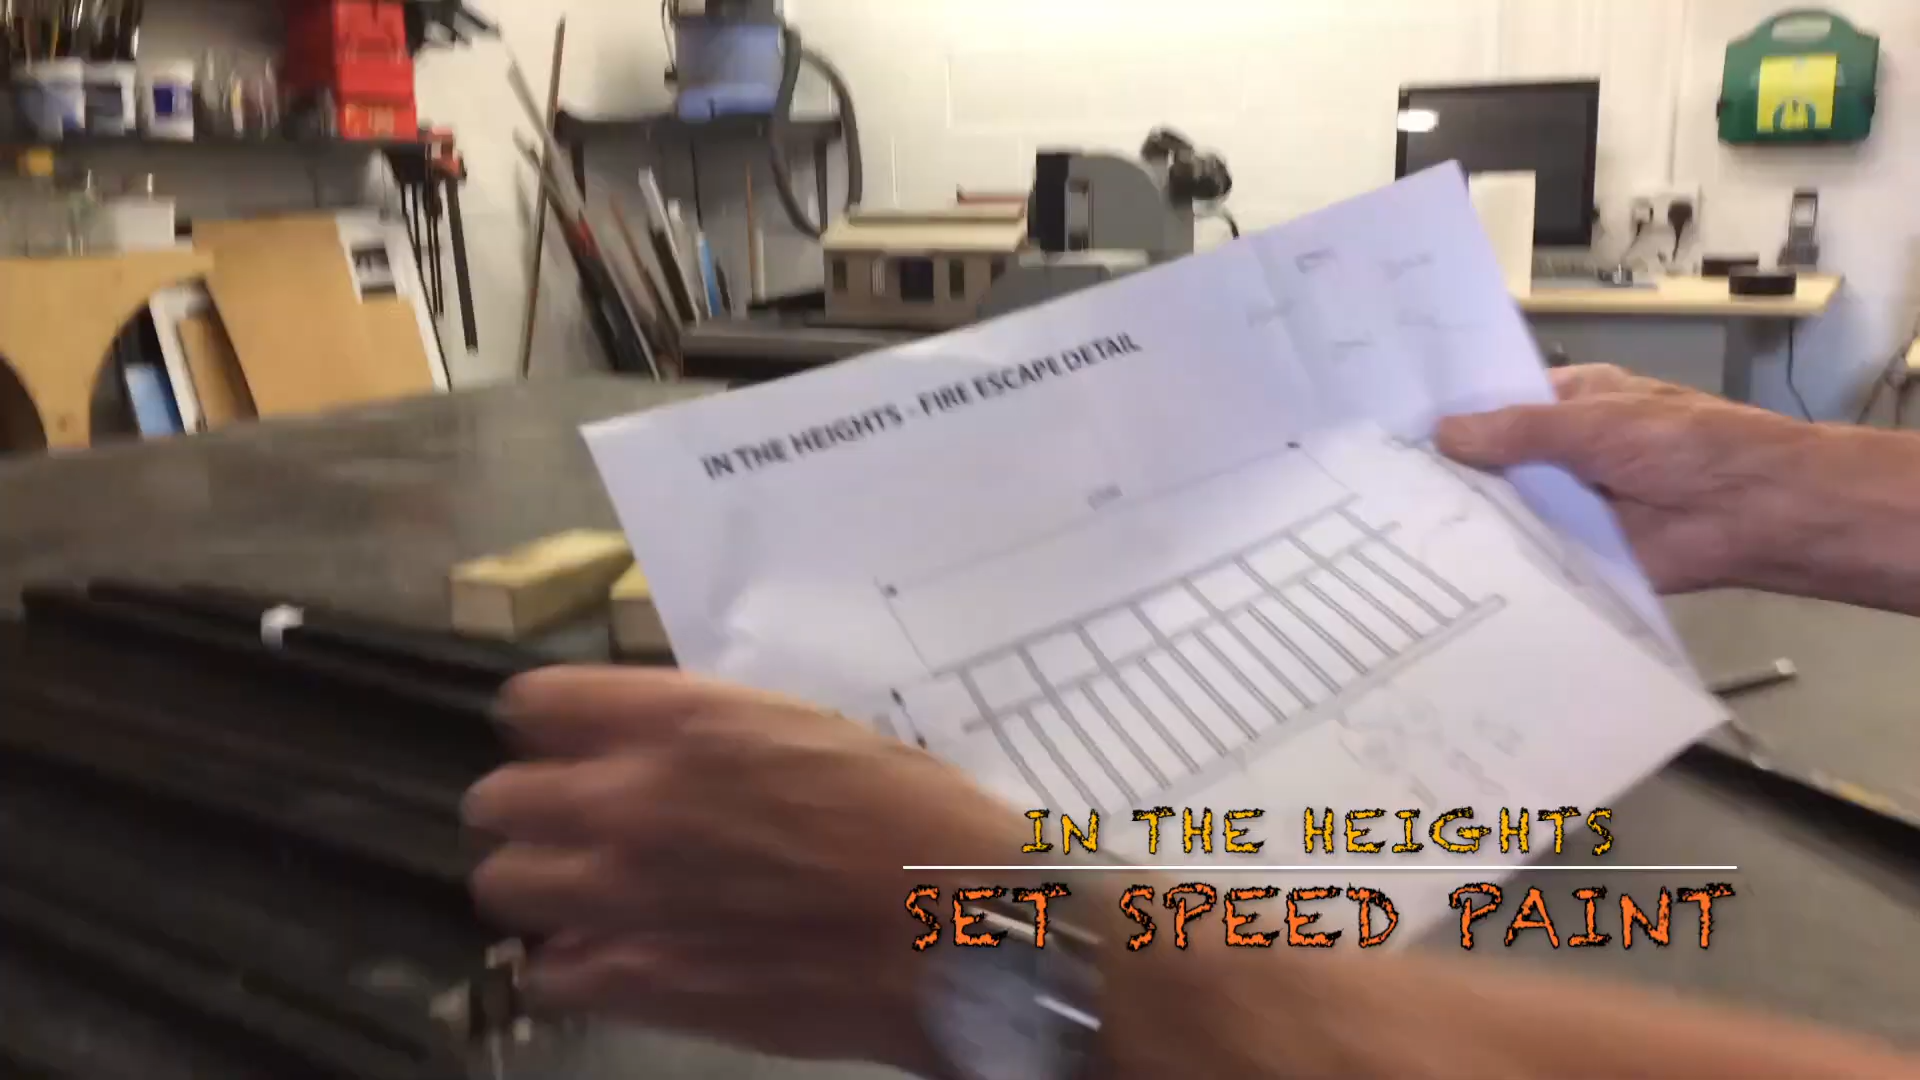 IN THE HEIGHTS - FIRE ESCAPE DETAIL
IN THE HEIGHTS
SET SPEED PAINT